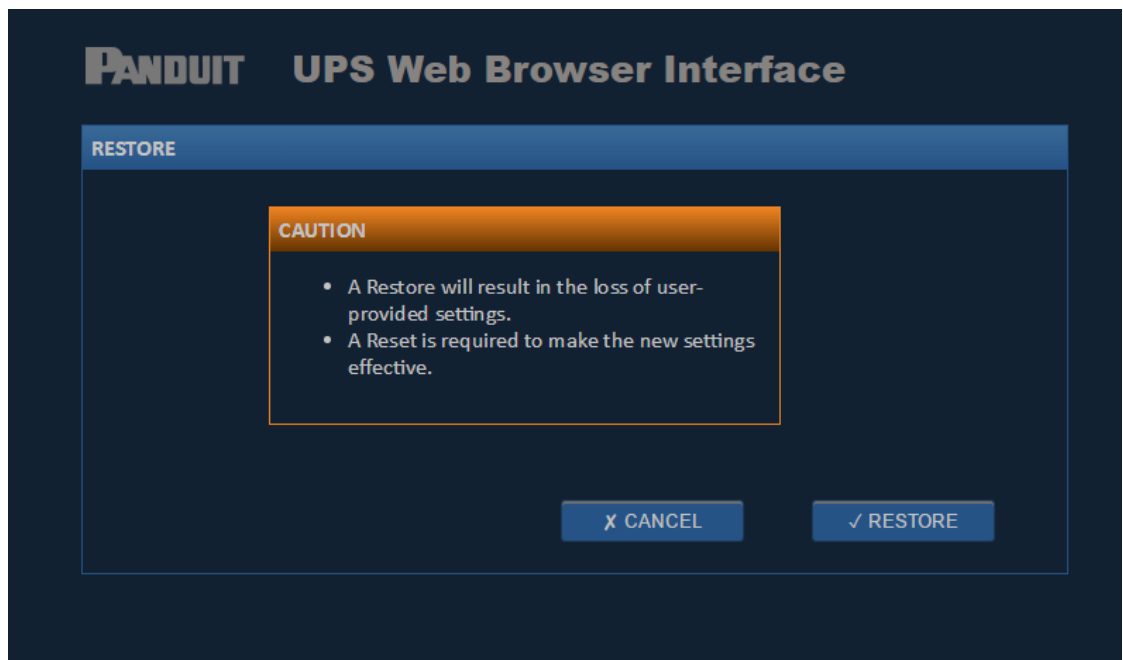 PANDUIT UPS Web Browser Interface
RESTORE
CAUTION
• A Restore will result in the loss of user-
provided settings.
• A Reset is required to make the new settings
effective.
✗ CANCEL ✓ RESTORE